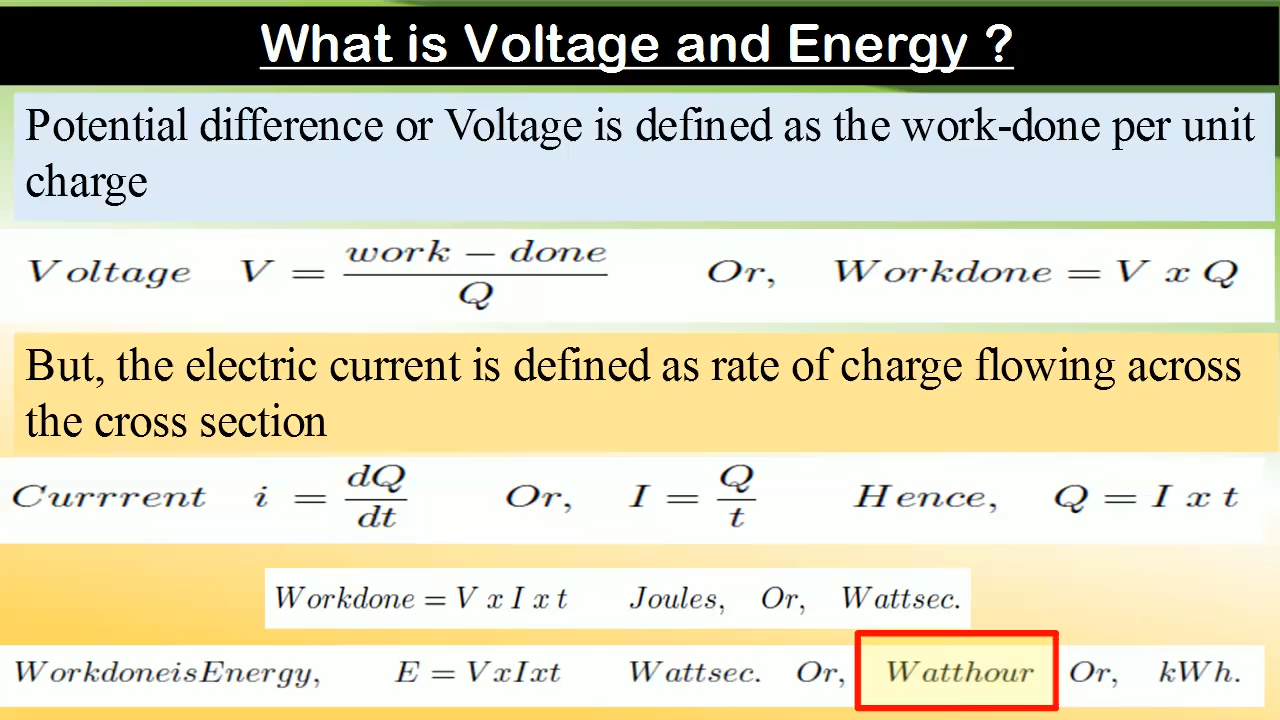 What is Voltage and Energy ?
Potential difference or Voltage is defined as the work-done per unit
charge
Voltage V = work − done / Q Or, Workdone = V x Q
But, the electric current is defined as rate of charge flowing across
the cross section
Currrent i = dQ / dt Or, I = Q / t Hence, Q = I x t
Workdone = V x I x t Joules, Or, Wattsec.
WorkdoneisEnergy, E = VxIxt Wattsec. Or, Watthour Or, kWh.